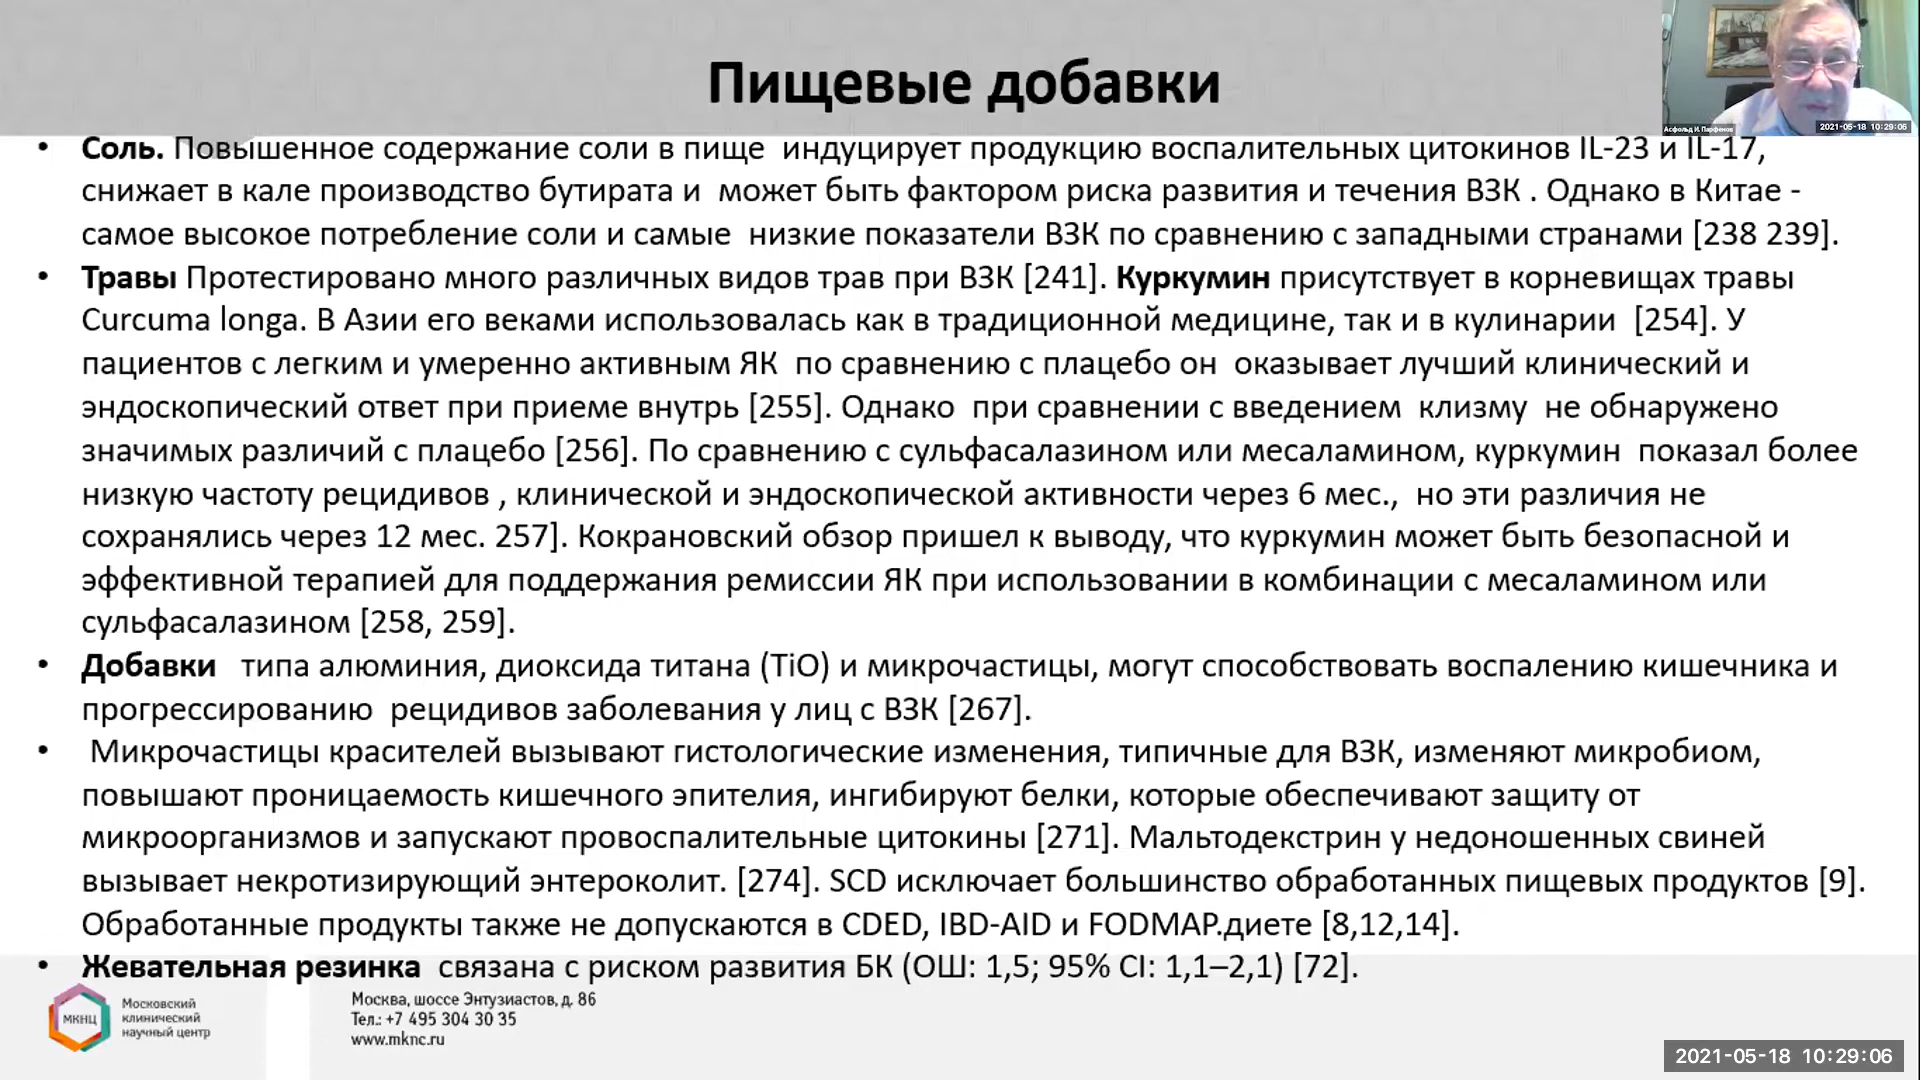 Пищевые добавки
Асфольд И. Парфенов
2021-05-18 10:29:05
• Соль. Повышенное содержание соли в пище индуцирует продукцию воспалительных цитокинов IL-23 и IL-17,
снижает в кале производство бутирата и может быть фактором риска развития и течения ВЗК . Однако в Китае -
самое высокое потребление соли и самые низкие показатели ВЗК по сравнению с западными странами [238 239].
• Травы Протестировано много различных видов трав при ВЗК [241]. Куркумин присутствует в корневищах травы
Curcuma longa. В Азии его веками использовалась как в традиционной медицине, так и в кулинарии [254]. У
пациентов с легким и умеренно активным ЯК по сравнению с плацебо он оказывает лучший клинический и
эндоскопический ответ при приеме внутрь [255]. Однако при сравнении с введением клизму не обнаружено
значимых различий с плацебо [256]. По сравнению с сульфасалазином или месаламином, куркумин показал более
низкую частоту рецидивов , клинической и эндоскопической активности через 6 мес., но эти различия не
сохранялись через 12 мес. 257]. Кокрановский обзор пришел к выводу, что куркумин может быть безопасной и
эффективной терапией для поддержания ремиссии ЯК при использовании в комбинации с месаламином или
сульфасалазином [258, 259].
• Добавки типа алюминия, диоксида титана (TiO) и микрочастицы, могут способствовать воспалению кишечника и
прогрессированию рецидивов заболевания у лиц с ВЗК [267].
• Микрочастицы красителей вызывают гистологические изменения, типичные для ВЗК, изменяют микробиом,
повышают проницаемость кишечного эпителия, ингибируют белки, которые обеспечивают защиту от
микроорганизмов и запускают провоспалительные цитокины [271]. Мальтодекстрин у недоношенных свиней
вызывает некротизирующий энтероколит. [274]. SCD исключает большинство обработанных пищевых продуктов [9].
Обработанные продукты также не допускаются в CDED, IBD-AID и FODMAP.диете [8,12,14].
• Жевательная резинка связана с риском развития БК (ОШ: 1,5; 95% CI: 1,1–2,1) [72].
МКНЦ
Московский
клинический
научный центр
Москва, шоссе Энтузиастов, д. 86
Тел.: +7 495 304 30 35
www.mknc.ru
2021-05-18 10:29:06